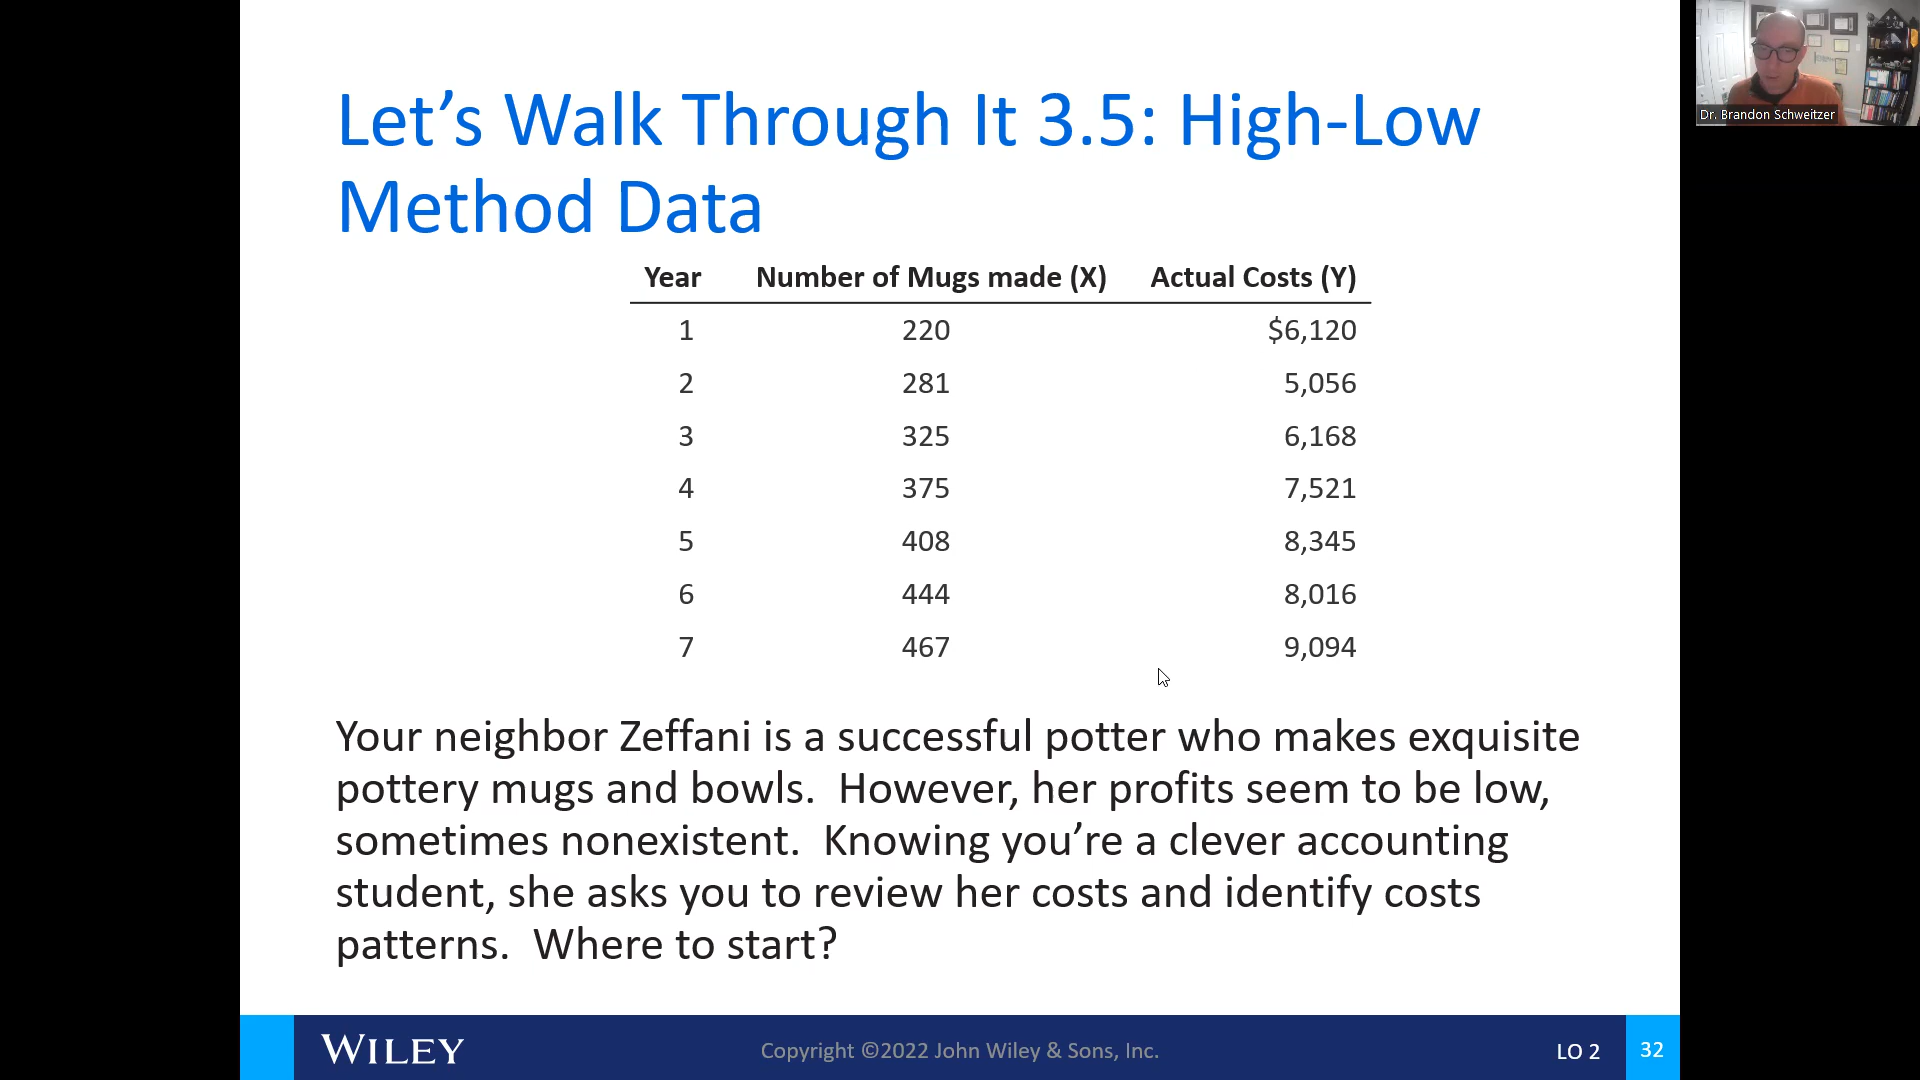 Let’s Walk Through It 3.5: High-Low
Method Data
Year Number of Mugs made (X) Actual Costs (Y)
1 220 $6,120
2 281 5,056
3 325 6,168
4 375 7,521
5 408 8,345
6 444 8,016
7 467 9,094
Your neighbor Zeffani is a successful potter who makes exquisite
pottery mugs and bowls.  However, her profits seem to be low,
sometimes nonexistent.  Knowing you’re a clever accounting
student, she asks you to review her costs and identify costs
patterns.  Where to start?
WILEY
Copyright ©2022 John Wiley & Sons, Inc.
LO 2
32
Dr. Brandon Schweitzer